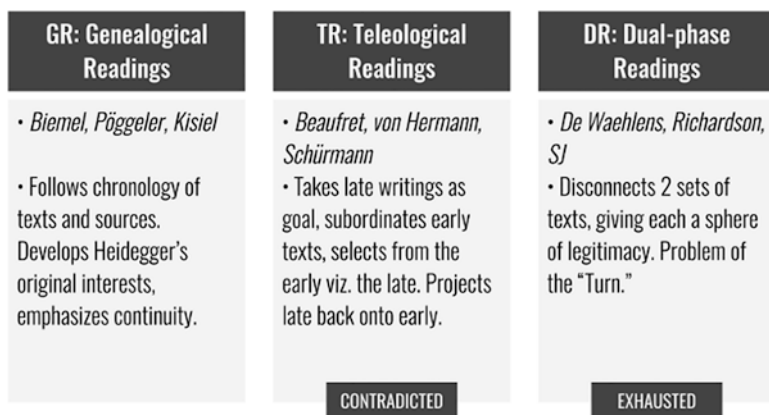 GR: Genealogical
Readings
• Biemel, Pöggeler, Kisiel
• Follows chronology of
texts and sources.
Develops Heidegger’s
original interests,
emphasizes continuity.
TR: Teleological
Readings
• Beaufret, von Hermann,
Schürmann
• Takes late writings as
goal, subordinates early
texts, selects from the
early viz. the late. Projects
late back onto early.
CONTRADICTED
DR: Dual-phase
Readings
• De Waehlens, Richardson,
SJ
• Disconnects 2 sets of
texts, giving each a sphere
of legitimacy. Problem of
the “Turn.”
EXHAUSTED